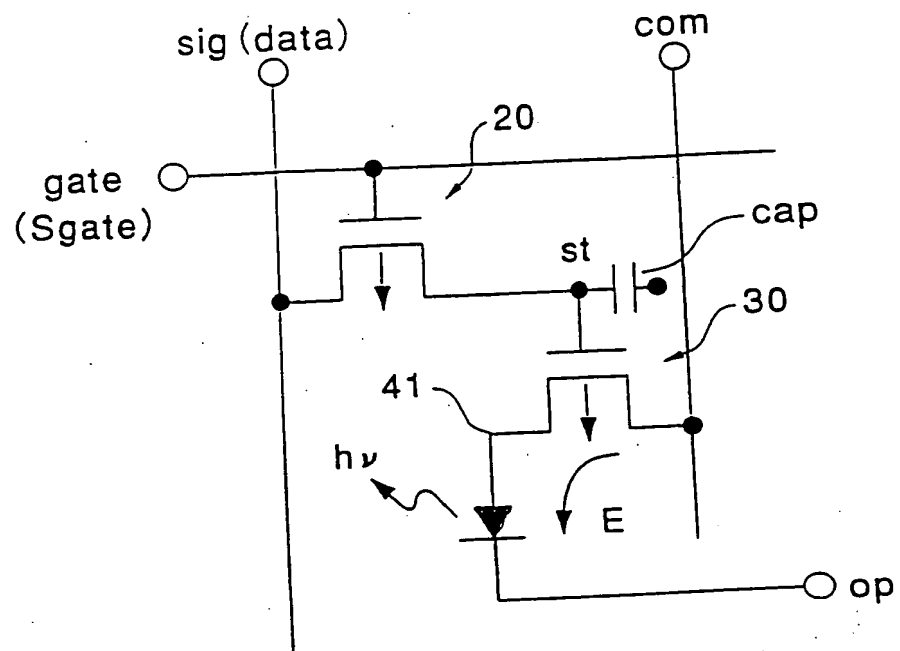 sig (data)
com
20
gate
(Sgate)
cap
st
30
41
hν
E
op